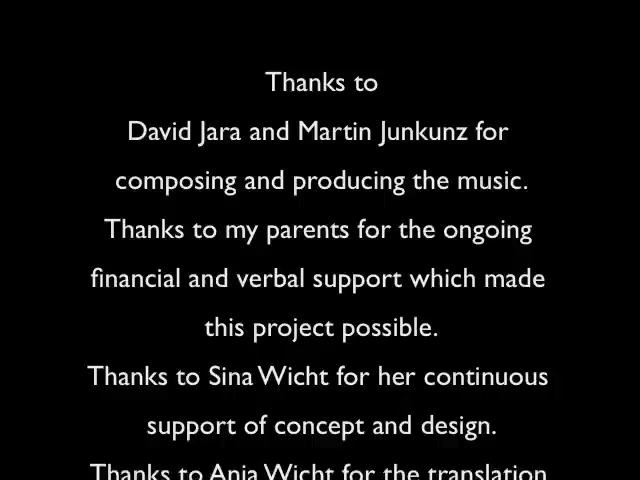 Thanks to
David Jara and Martin Junkunz for
composing and producing the music.
Thanks to my parents for the ongoing
financial and verbal support which made
this project possible.
Thanks to Sina Wicht for her continuous
support of concept and design.
Thanks to Anja Wicht for the translation